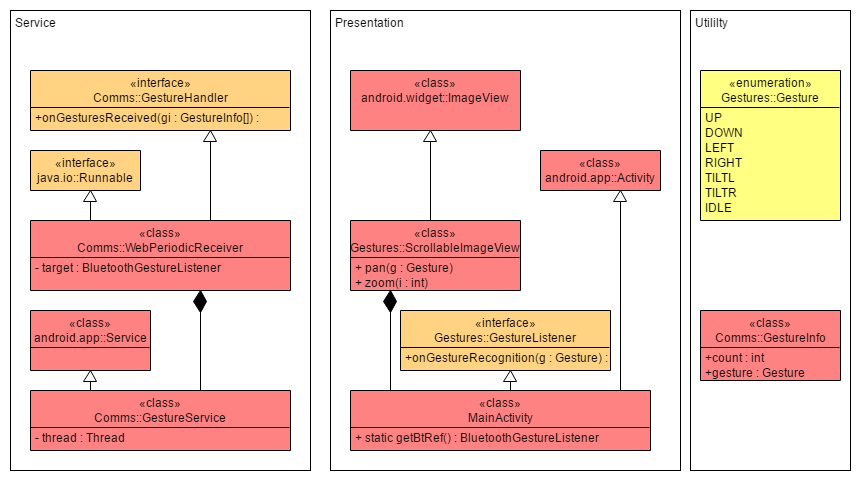 Service
«interface»
Comms::GestureHandler
+onGesturesReceived(gi : GestureInfo[]) :
«interface»
java.io::Runnable
«class»
Comms::WebPeriodicReceiver
- target : BluetoothGestureListener
«class»
android.app::Service
«class»
Comms::GestureService
- thread : Thread
Presentation
«class»
android.widget::ImageView
«class»
android.app::Activity
«class»
Gestures::ScrollableImageView
+ pan(g : Gesture)
+ zoom(i : int)
«interface»
Gestures::GestureListener
+onGestureRecognition(g : Gesture) :
«class»
MainActivity
+ static getBtRef() : BluetoothGestureListener
Utililty
«enumeration»
Gestures::Gesture
UP
DOWN
LEFT
RIGHT
TILTL
TILTR
IDLE
«class»
Comms::GestureInfo
+count : int
+gesture : Gesture